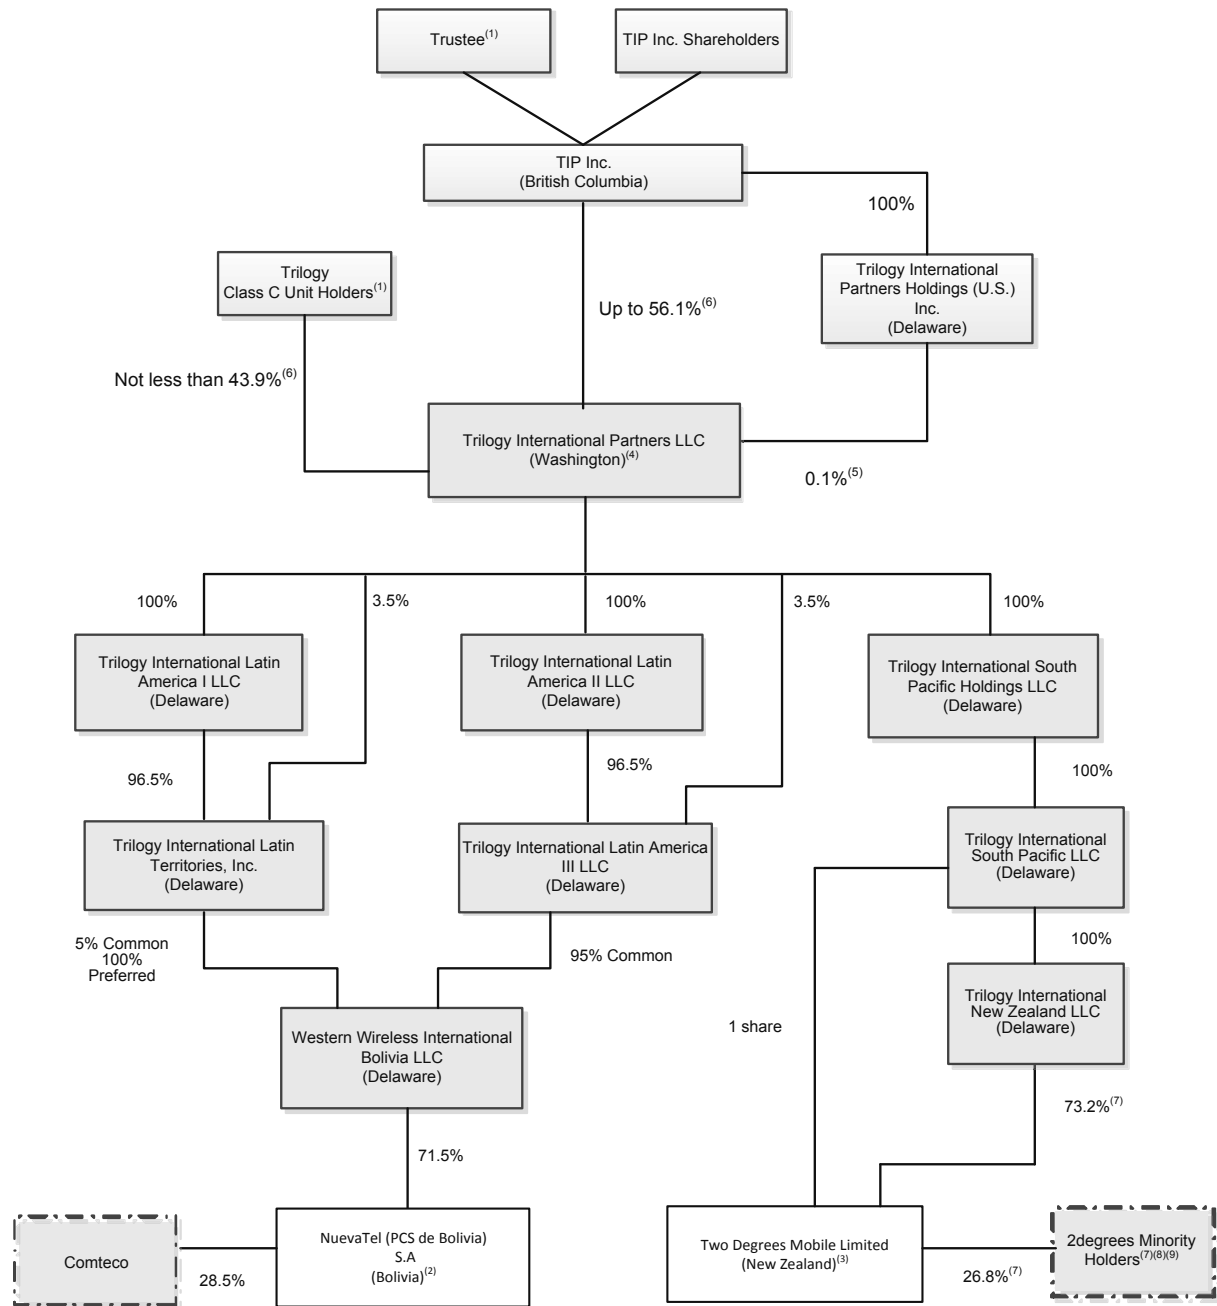 Trustee(1)
TIP Inc. Shareholders
TIP Inc.
(British Columbia)
100%
Trilogy
Class C Unit Holders(1)
Trilogy International
Partners Holdings (U.S.)
Inc.
(Delaware)
Up to 56.1%(6)
Not less than 43.9%(6)
Trilogy International Partners LLC
(Washington)(4)
0.1%(5)
100%
3.5%
100%
3.5%
100%
Trilogy International Latin
America I LLC
(Delaware)
Trilogy International Latin
America II LLC
(Delaware)
Trilogy International South
Pacific Holdings LLC
(Delaware)
96.5%
96.5%
100%
Trilogy International Latin
Territories, Inc.
(Delaware)
Trilogy International Latin America
III LLC
(Delaware)
Trilogy International
South Pacific LLC
(Delaware)
5% Common
100%
Preferred
95% Common
100%
Trilogy International
New Zealand LLC
(Delaware)
1 share
Western Wireless International
Bolivia LLC
(Delaware)
73.2%(7)
71.5%
Comteco
28.5%
NuevaTel (PCS de Bolivia)
S.A
(Bolivia)(2)
Two Degrees Mobile Limited
(New Zealand)(3)
26.8%(7)
2degrees Minority
Holders(7)(8)(9)